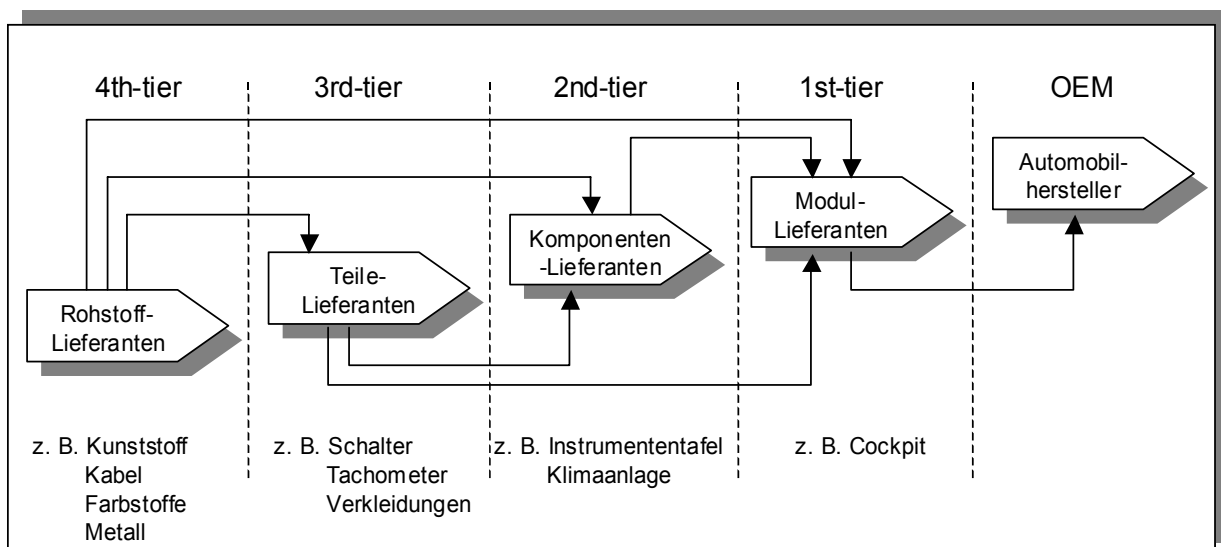 4th-tier
3rd-tier
2nd-tier
1st-tier
OEM
Automobil-
hersteller
Modul-
Lieferanten
Komponenten
-Lieferanten
Teile-
Lieferanten
Rohstoff-
Lieferanten
z. B. Kunststoff
Kabel
Farbstoffe
Metall
z. B. Schalter
Tachometer
Verkleidungen
z. B. Instrumententafel
Klimaanlage
z. B. Cockpit